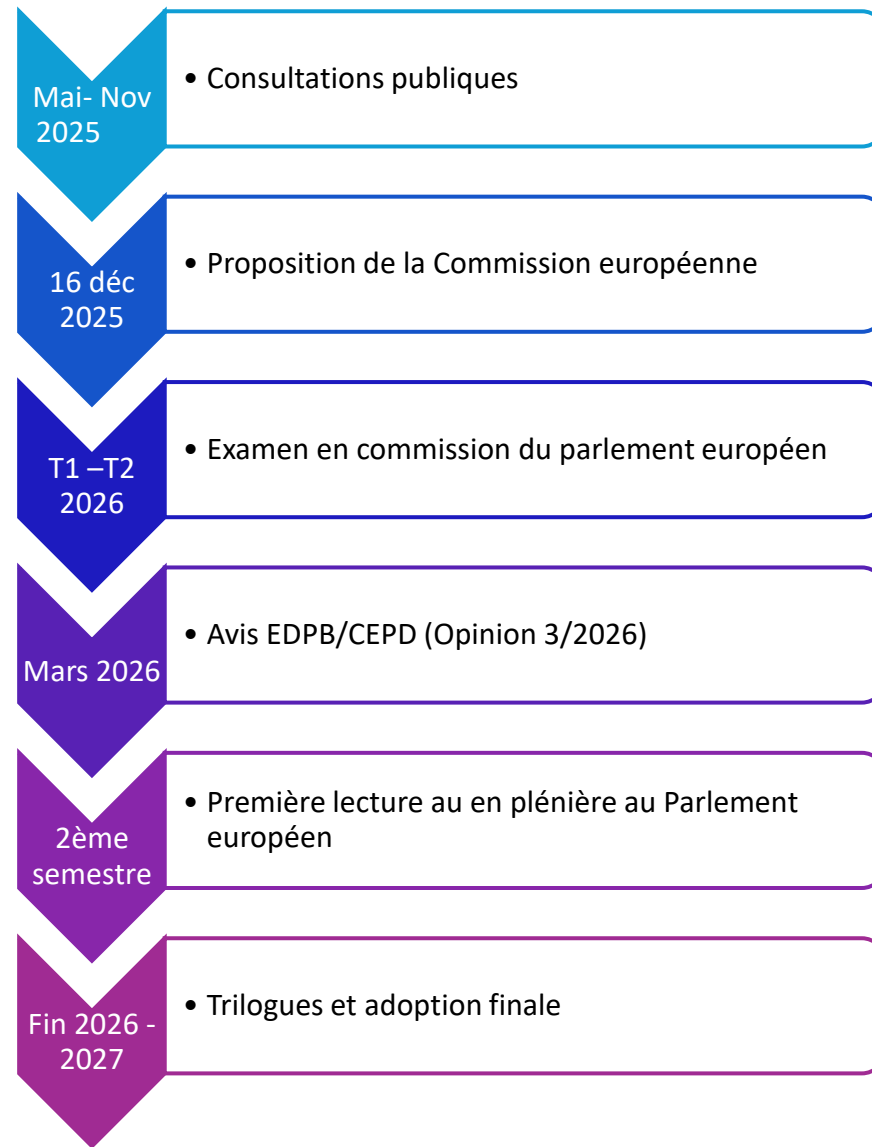 Mai- Nov
2025
• Consultations publiques
16 déc
2025
• Proposition de la Commission européenne
T1 –T2
2026
• Examen en commission du parlement européen
Mars 2026
• Avis EDPB/CEPD (Opinion 3/2026)
2ème
semestre
• Première lecture au en plénière au Parlement
européen
Fin 2026 -
2027
• Trilogues et adoption finale